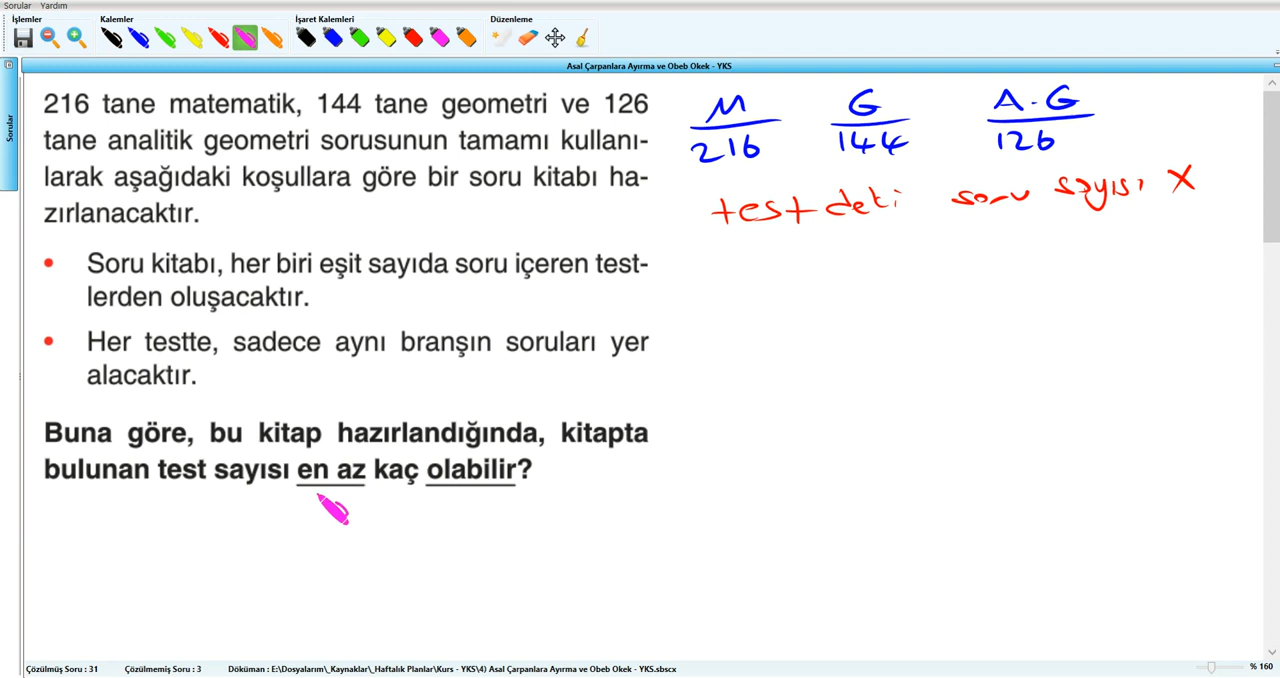 Sorular Yardım
İşlemler Kalemler İşaret Kalemleri Düzenleme
Asal Çarpanlara Ayırma ve Obeb Okek - YKS
Sorular
216 tane matematik, 144 tane geometri ve 126
tane analitik geometri sorusunun tamamı kullanı-
larak aşağıdaki koşullara göre bir soru kitabı ha-
zırlanacaktır.
• Soru kitabı, her biri eşit sayıda soru içeren test-
lerden oluşacaktır.
• Her testte, sadece aynı branşın soruları yer
alacaktır.
Buna göre, bu kitap hazırlandığında, kitapta
bulunan test sayısı en az kaç olabilir?
M G A.G
216 144 126
testdeki soru sayısı X
Çözülmüş Soru : 31 Çözülmemiş Soru : 3 Döküman : E:\Dosyalarım\_Kaynaklar\_Haftalık Planlar\Kurs - YKS\4) Asal Çarpanlara Ayırma ve Obeb Okek - YKS.sbscx % 160